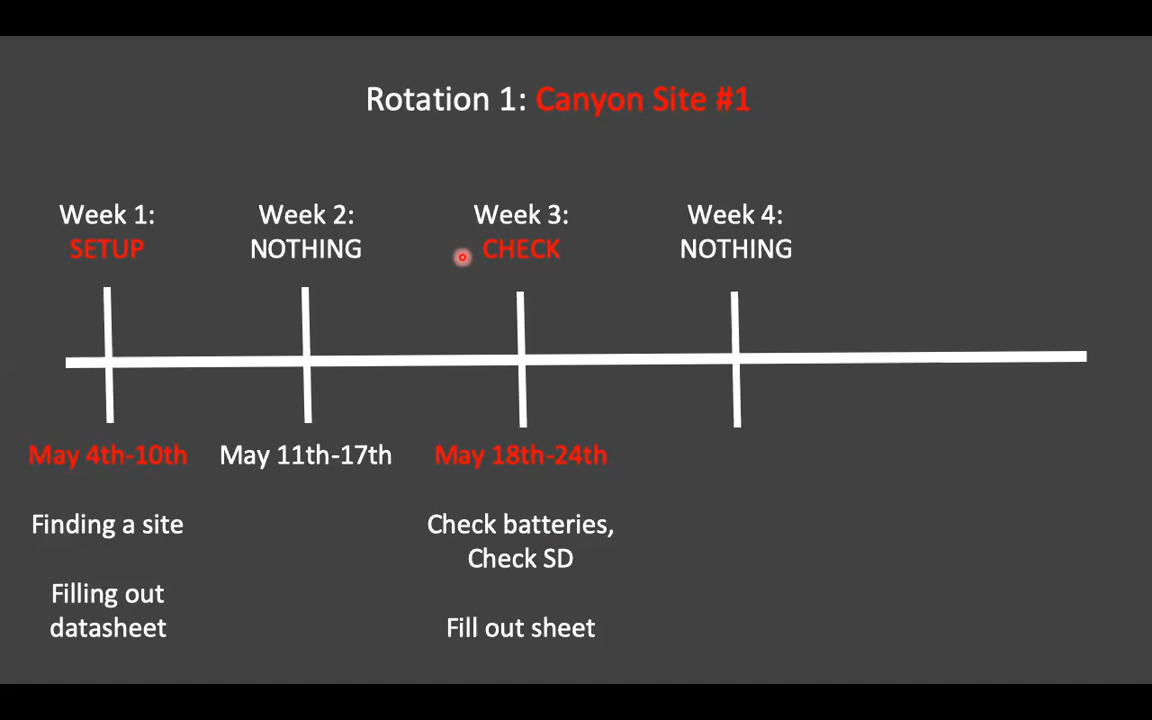 Rotation 1: Canyon Site #1
Week 1:
SETUP
Week 2:
NOTHING
Week 3:
CHECK
Week 4:
NOTHING
May 4th-10th
May 11th-17th
May 18th-24th
Finding a site
Filling out
datasheet
Check batteries,
Check SD
Fill out sheet